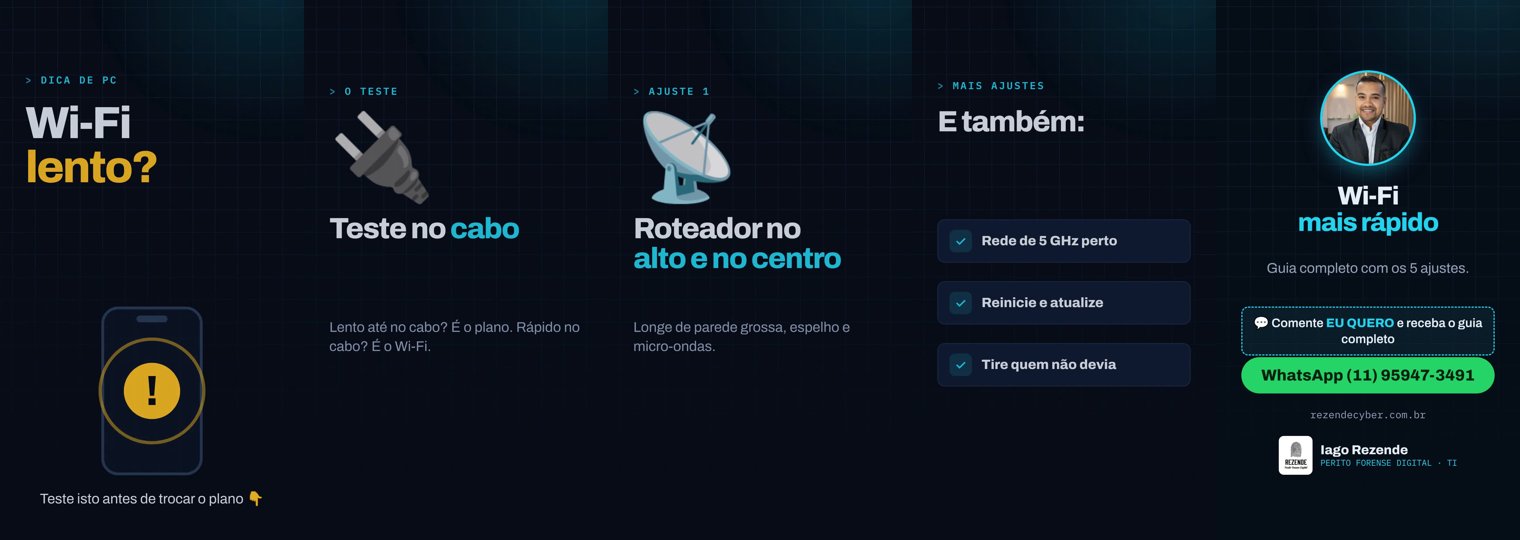 > DICA DE PC
Wi-Fi
lento?
!
Teste isto antes de trocar o plano 👇
> O TESTE
Teste no cabo
Lento até no cabo? É o plano. Rápido no
cabo? É o Wi-Fi.
> AJUSTE 1
Roteador no
alto e no centro
Longe de parede grossa, espelho e
micro-ondas.
> MAIS AJUSTES
E também:
Rede de 5 GHz perto
Reinicie e atualize
Tire quem não devia
Wi-Fi
mais rápido
Guia completo com os 5 ajustes.
💬 Comente EU QUERO e receba o guia
completo
WhatsApp (11) 95947-3491
rezendecyber.com.br
REZENDE
Iago Rezende
PERITO FORENSE DIGITAL · TI